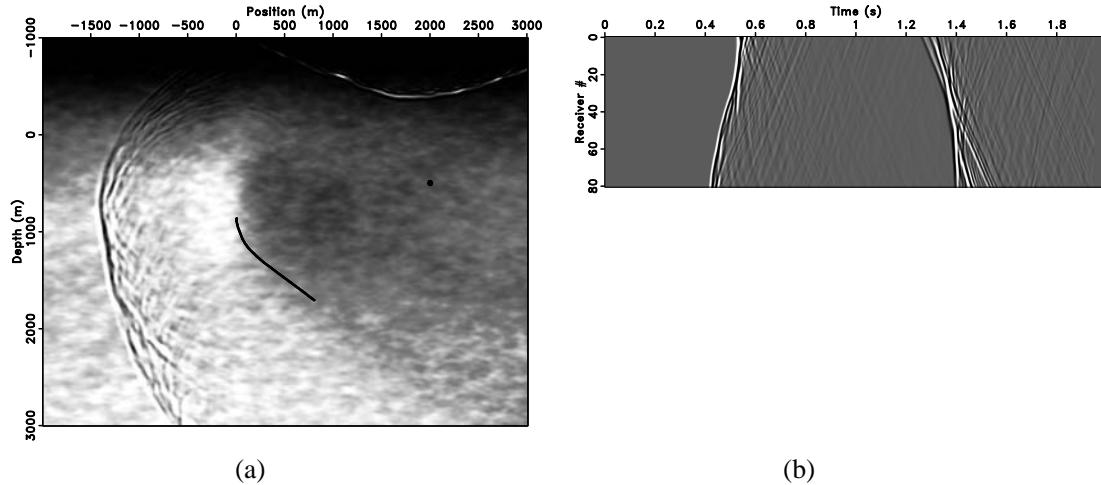 Position (m)
-1500 -1000 -500 0 500 1000 1500 2000 2500 3000
Depth (m)
-1000
0
1000
2000
3000
(a)
Time (s)
0 0.2 0.4 0.6 0.8 1 1.2 1.4 1.6 1.8
Receiver #
0
20
40
60
80
(b)